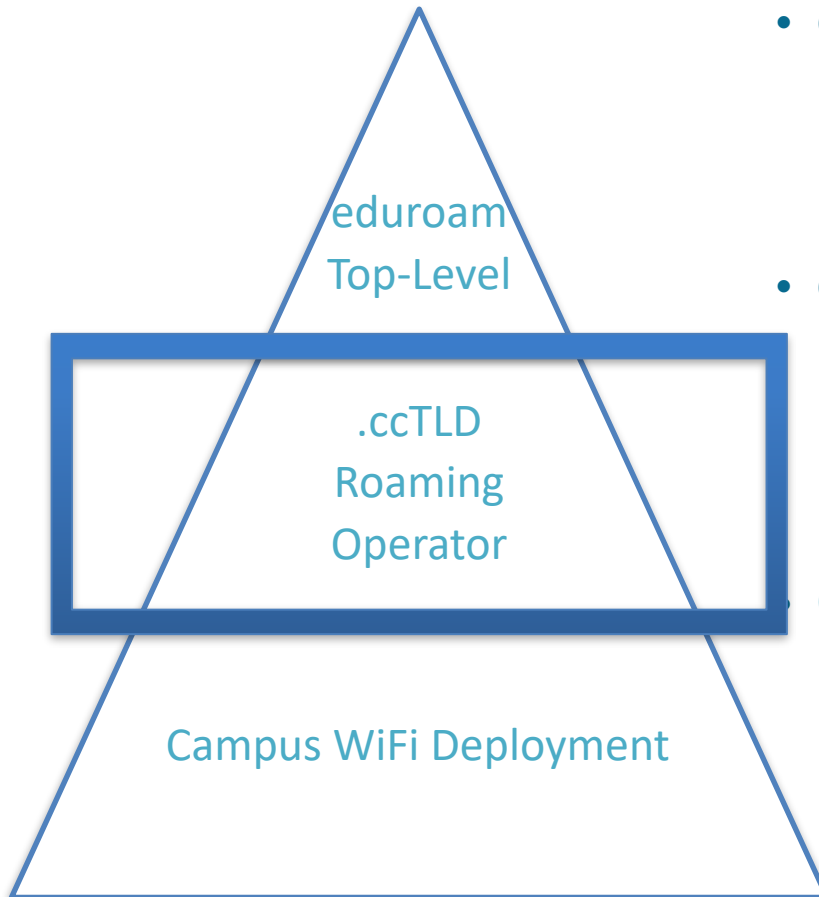 eduroam
Top-Level
.ccTLD
Roaming
Operator
Campus WiFi Deployment